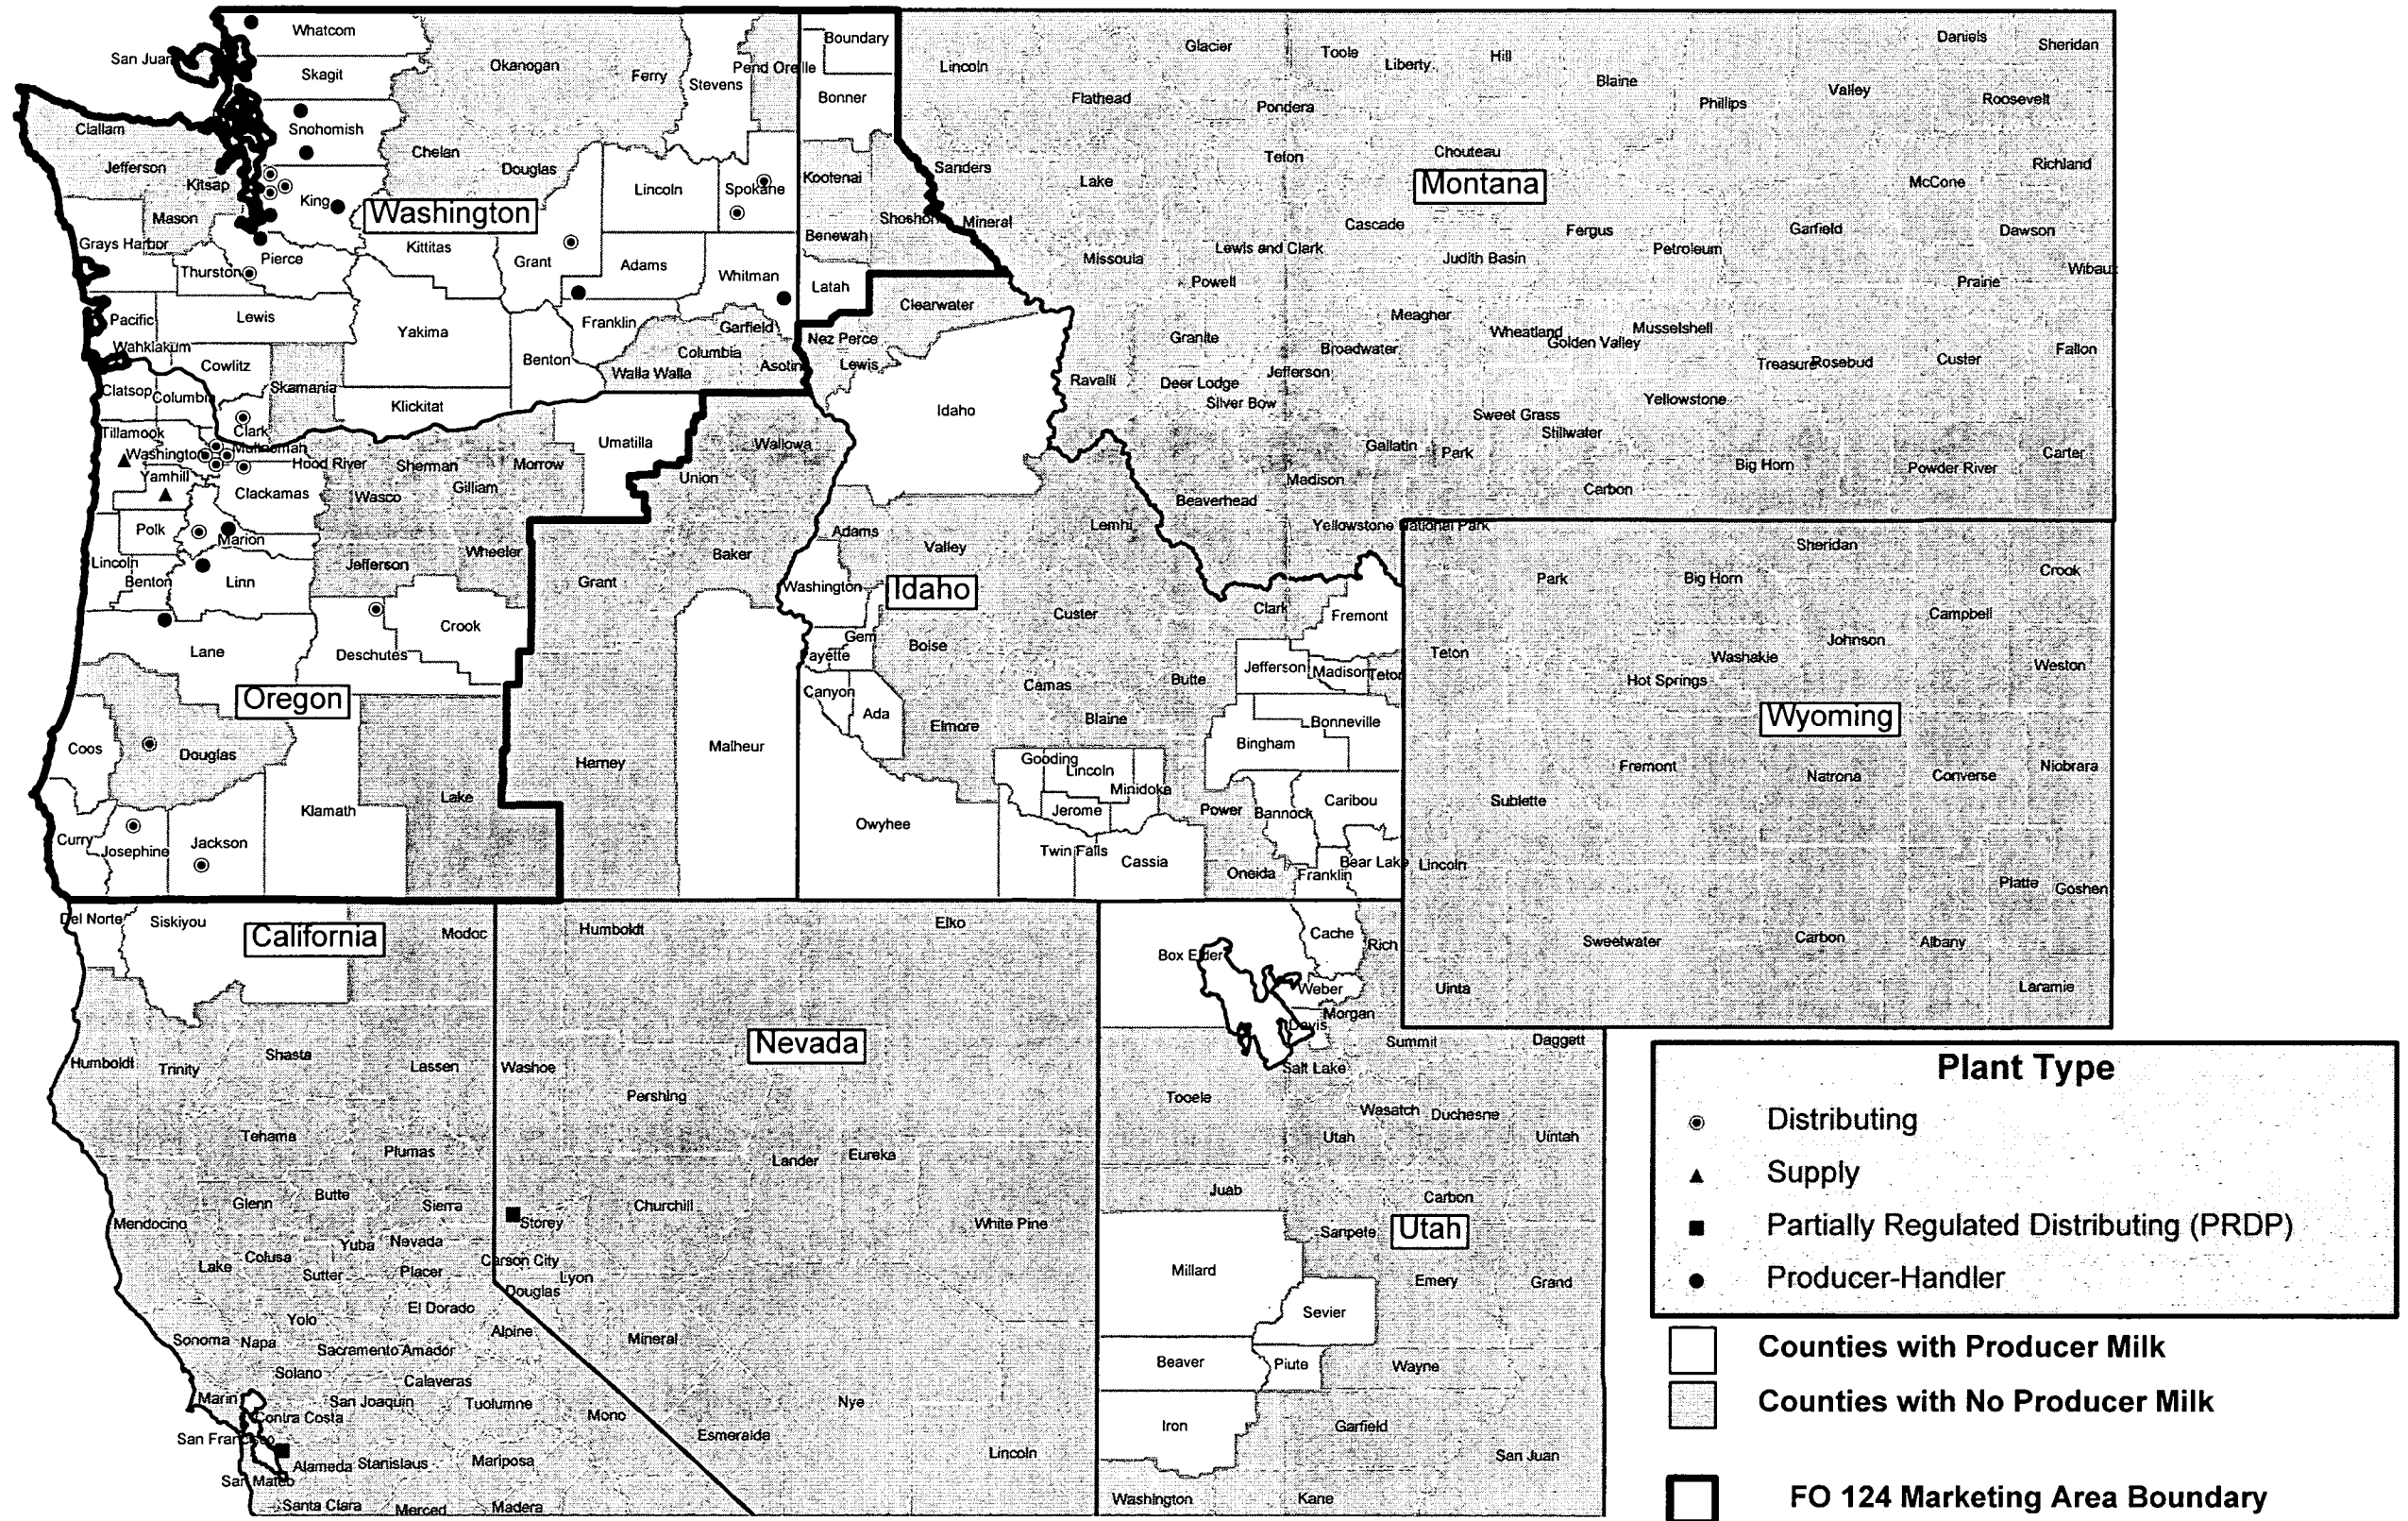 Whatcom
San Juan
Skagit
Okanogan
Ferry
Stevens
Pend Oreille
Clallam
Snohomish
Jefferson
Chelan
Douglas
Lincoln
Spokane
Kitsap
King
Mason
Washington
Grays Harbor
Kittitas
Pierce
Thurston
Grant
Adams
Whitman
Pacific
Lewis
Yakima
Franklin
Garfield
Wahkiakum
Cowlitz
Benton
Columbia
Walla Walla
Asotin
Skamania
Klickitat
Clark
Boundary
Bonner
Kootenai
Shoshon
Benewah
Latah
Clearwater
Nez Perce
Lewis
Idaho
Adams
Valley
Lemhi
Washington
Idaho
Custer
Clark
Fremont
Gem
Boise
ayette
Jefferson
Madison
Teton
Canyon
Ada
Camas
Butte
Elmore
Blaine
Bonneville
Bingham
Gooding
Lincoln
Minidoka
Jerome
Owyhee
Power
Bannock
Caribou
Twin Falls
Cassia
Oneida
Franklin
Bear Lake
Clatsop
Columbia
Tillamook
Washington
Multnomah
Hood River
Sherman
Morrow
Umatilla
Wallowa
Union
Yamhill
Clackamas
Wasco
Gilliam
Polk
Marion
Wheeler
Baker
Lincoln
Benton
Linn
Jefferson
Grant
Crook
Lane
Deschutes
Oregon
Coos
Douglas
Harney
Malheur
Klamath
Lake
Curry
Josephine
Jackson
Glacier
Toole
Liberty
Hill
Daniels
Sheridan
Lincoln
Blaine
Flathead
Pondera
Phillips
Valley
Roosevelt
Teton
Chouteau
Richland
Sanders
Lake
Montana
McCone
Mineral
Cascade
Fergus
Petroleum
Garfield
Dawson
Lewis and Clark
Missoula
Judith Basin
Wibaux
Powell
Prairie
Meagher
Wheatland
Golden Valley
Musselshell
Granite
Broadwater
Treasure
Rosebud
Custer
Fallon
Ravalli
Deer Lodge
Jefferson
Silver Bow
Sweet Grass
Yellowstone
Stillwater
Gallatin
Park
Big Horn
Powder River
Carter
Madison
Beaverhead
Carbon
Yellowstone National Park
Sheridan
Park
Big Horn
Crook
Campbell
Johnson
Teton
Washakie
Weston
Hot Springs
Wyoming
Fremont
Natrona
Converse
Niobrara
Sublette
Lincoln
Platte
Goshen
Sweetwater
Carbon
Albany
Uinta
Laramie
Del Norte
Siskiyou
California
Modoc
Humboldt
Trinity
Shasta
Lassen
Tehama
Plumas
Glenn
Butte
Sierra
Mendocino
Yuba
Nevada
Lake
Colusa
Sutter
Placer
El Dorado
Yolo
Alpine
Sonoma
Napa
Sacramento
Amador
Solano
Calaveras
Marin
San Joaquin
Tuolumne
Contra Costa
Mono
San Francisco
Alameda
Stanislaus
Mariposa
San Mateo
Santa Clara
Merced
Madera
Humboldt
Elko
Nevada
Washoe
Pershing
Lander
Eureka
Churchill
Storey
White Pine
Carson City
Lyon
Douglas
Mineral
Nye
Esmeralda
Lincoln
Cache
Rich
Box Elder
Weber
Morgan
Davis
Summit
Daggett
Salt Lake
Tooele
Wasatch
Duchesne
Utah
Uintah
Juab
Carbon
Sanpete
Utah
Millard
Emery
Grand
Sevier
Beaver
Piute
Wayne
Iron
Garfield
San Juan
Washington
Kane
Plant Type
Distributing
Supply
Partially Regulated Distributing (PRDP)
Producer-Handler
Counties with Producer Milk
Counties with No Producer Milk
FO 124 Marketing Area Boundary